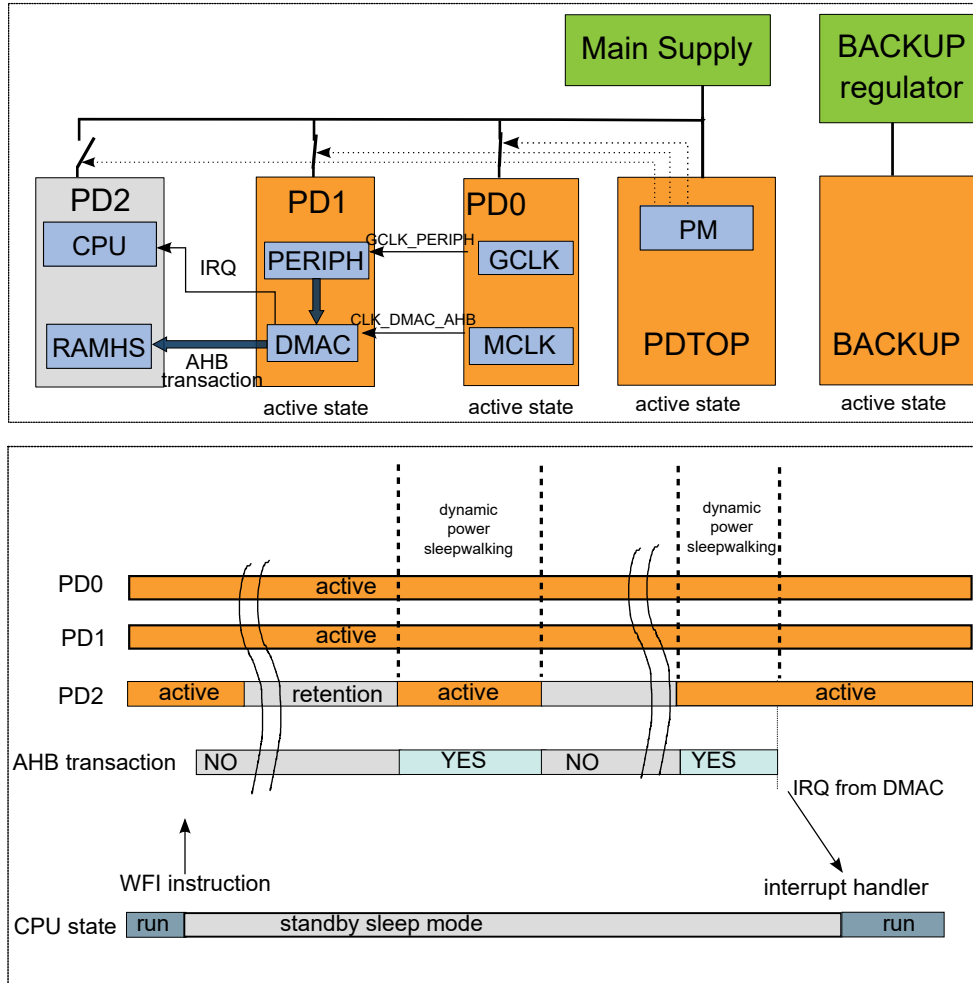 Main Supply
BACKUP
regulator
PD2
PD1
PD0
CPU
PERIPH
GCLK_PERIPH
GCLK
PM
IRQ
RAMHS
DMAC
CLK_DMAC_AHB
MCLK
PDTOP
BACKUP
AHB
transaction
active state
active state
active state
active state
dynamic
power
sleepwalking
dynamic
power
sleepwalking
PD0
active
PD1
active
PD2
active
retention
active
active
AHB transaction
NO
YES
NO
YES
IRQ from DMAC
WFI instruction
interrupt handler
CPU state
run
standby sleep mode
run